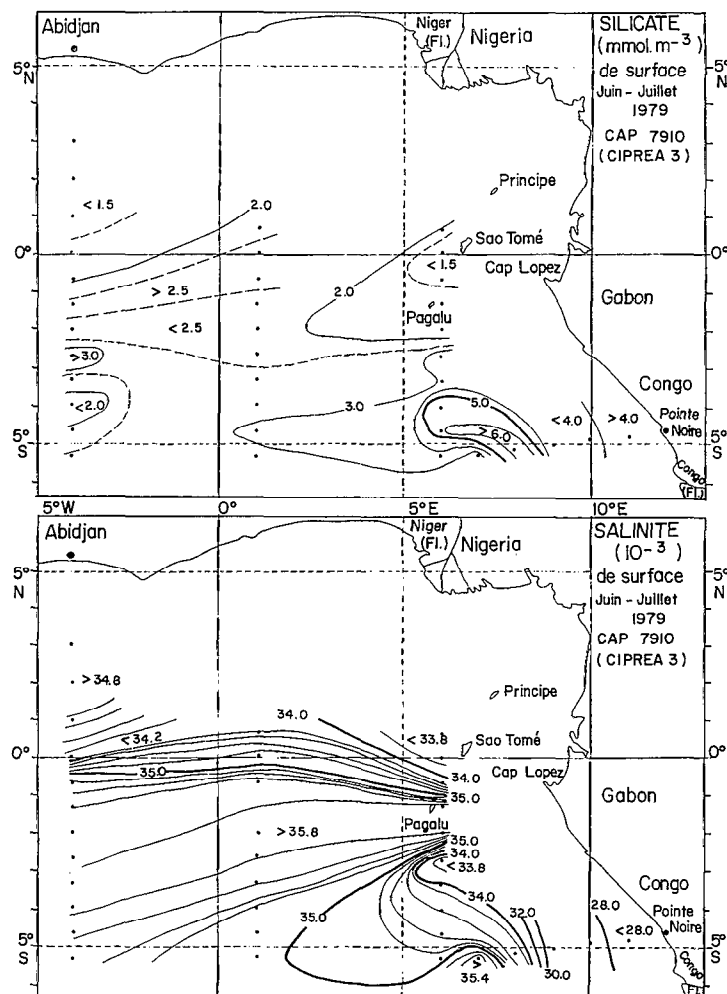 Abidjan
Niger
(Fl.)
Nigeria
SILICATE
(mmol. m⁻³)
de surface
Juin - Juillet
1979
CAP 7910
(CIPREA 3)
5°
N
5°
N
Principe
< 1.5
2.0
Sao Tomé
0°
0°
< 1.5
Cap Lopez
> 2.5
2.0
Pagalu
Gabon
< 2.5
> 3.0
Congo
< 2.0
3.0
5.0
< 4.0
> 4.0
Pointe
Noire
> 6.0
5°
S
5°
S
Congo
(Fl.)
5°W
0°
5°E
10°E
Abidjan
Niger
(Fl.)
Nigeria
SALINITE
(10⁻³)
de surface
Juin - Juillet
1979
CAP 7910
(CIPREA 3)
5°
N
5°
N
> 34.8
Principe
34.0
< 34.2
< 33.8
Sao Tomé
0°
0°
35.0
34.0
Cap Lopez
35.0
Gabon
Pagalu
> 35.8
35.0
34.0
< 33.8
Congo
35.0
34.0
32.0
28.0
< 28.0
Pointe
Noire
5°
S
5°
S
>
35.4
30.0
Congo
(Fl.)